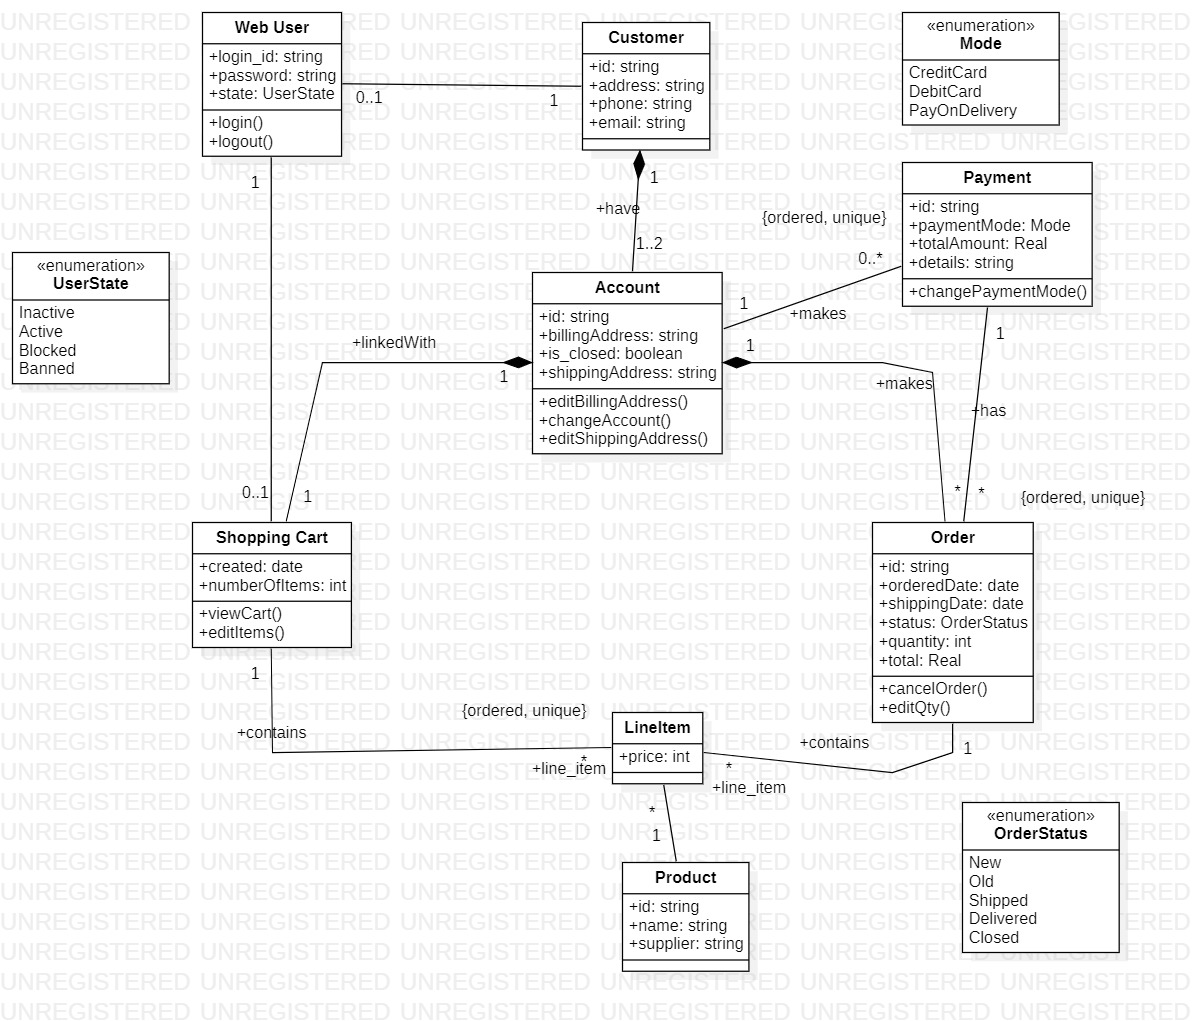 Web User
+login_id: string
+password: string
+state: UserState
+login()
+logout()
0..1
1
Customer
+id: string
+address: string
+phone: string
+email: string
«enumeration»
Mode
CreditCard
DebitCard
PayOnDelivery
1
1
+have
1..2
{ordered, unique}
0..*
Payment
+id: string
+paymentMode: Mode
+totalAmount: Real
+details: string
+changePaymentMode()
«enumeration»
UserState
Inactive
Active
Blocked
Banned
Account
+id: string
+billingAddress: string
+is_closed: boolean
+shippingAddress: string
+editBillingAddress()
+changeAccount()
+editShippingAddress()
1
+makes
1
+linkedWith
1
1
+makes
+has
0..1
1
*
*
{ordered, unique}
Shopping Cart
+created: date
+numberOfItems: int
+viewCart()
+editItems()
Order
+id: string
+orderedDate: date
+shippingDate: date
+status: OrderStatus
+quantity: int
+total: Real
+cancelOrder()
+editQty()
1
+contains
{ordered, unique}
*
+line_item
LineItem
+price: int
+contains
1
*
+line_item
*
1
Product
+id: string
+name: string
+supplier: string
«enumeration»
OrderStatus
New
Old
Shipped
Delivered
Closed
UNREGISTERED